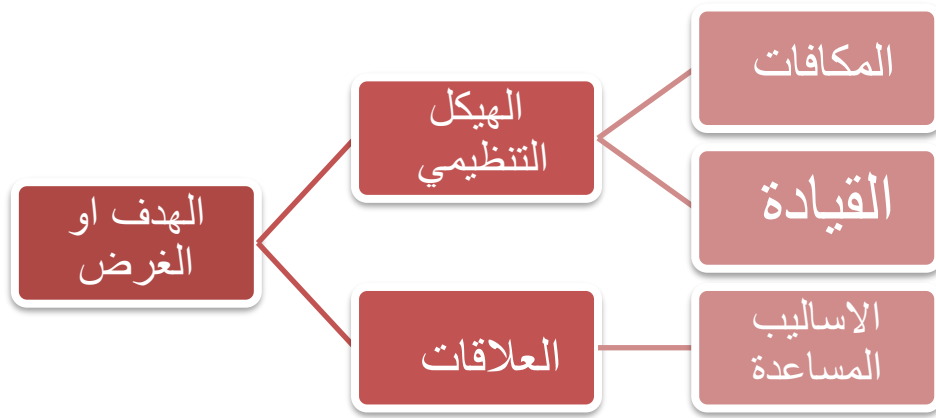 الهدف او
الغرض
الهيكل
التنظيمي
المكافات
القيادة
العلاقات
الاساليب
المساعدة